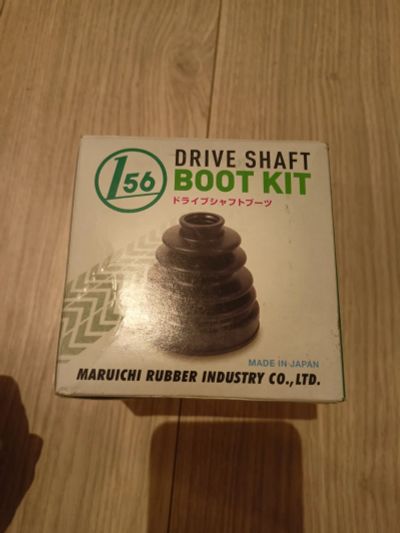 156
DRIVE SHAFT
BOOT KIT
ドライブシャフトブーツ
MADE IN JAPAN
MARUICHI RUBBER INDUSTRY CO.,LTD.